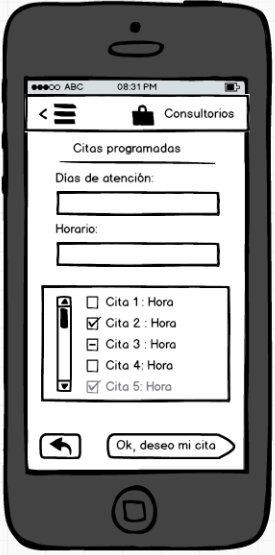 ABC 08:31 PM
Consultorios
Citas programadas
Días de atención:
Horario:
Cita 1 : Hora
Cita 2 : Hora
Cita 3 : Hora
Cita 4: Hora
Cita 5: Hora
Ok, deseo mi cita